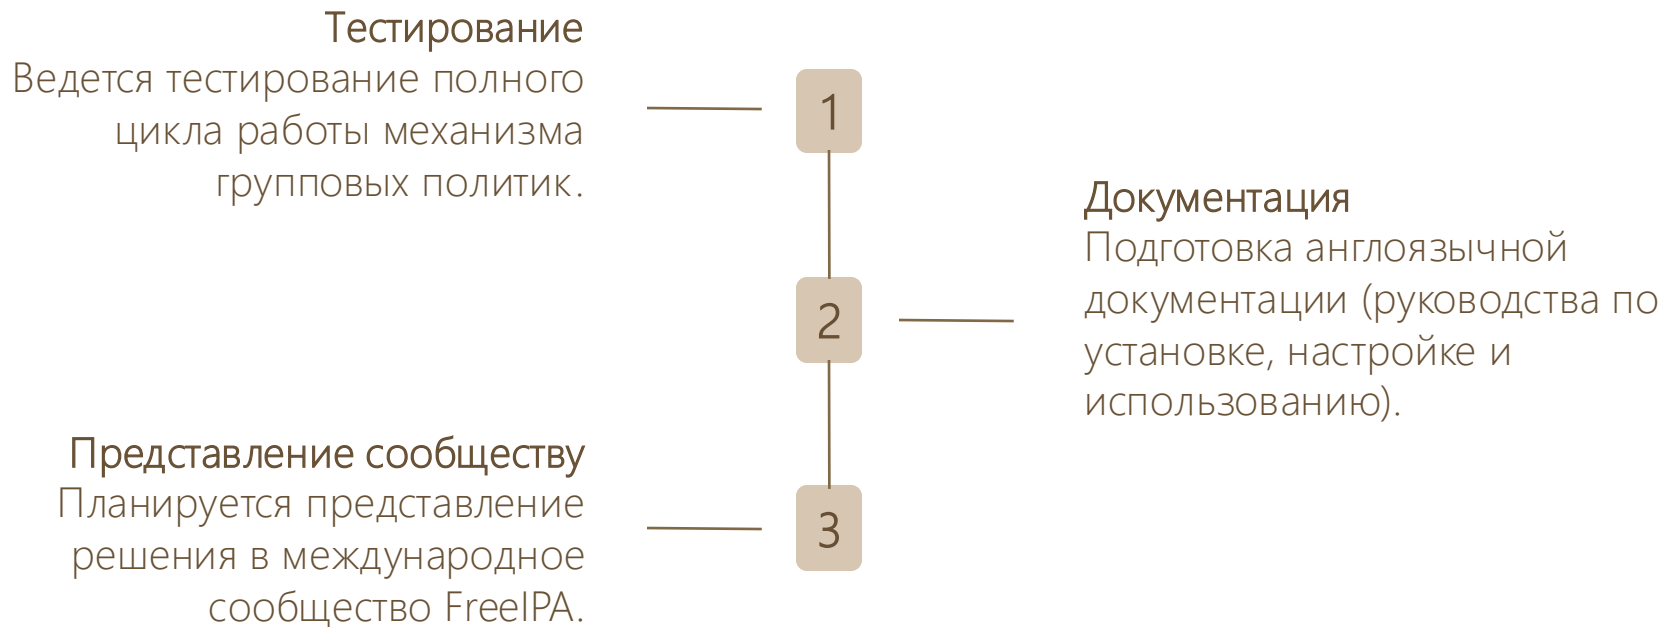 Тестирование
Ведется тестирование полного
цикла работы механизма
групповых политик.
1
Документация
Подготовка англоязычной
документации (руководства по
установке, настройке и
использованию).
2
Представление сообществу
Планируется представление
решения в международное
сообщество FreeIPA.
3